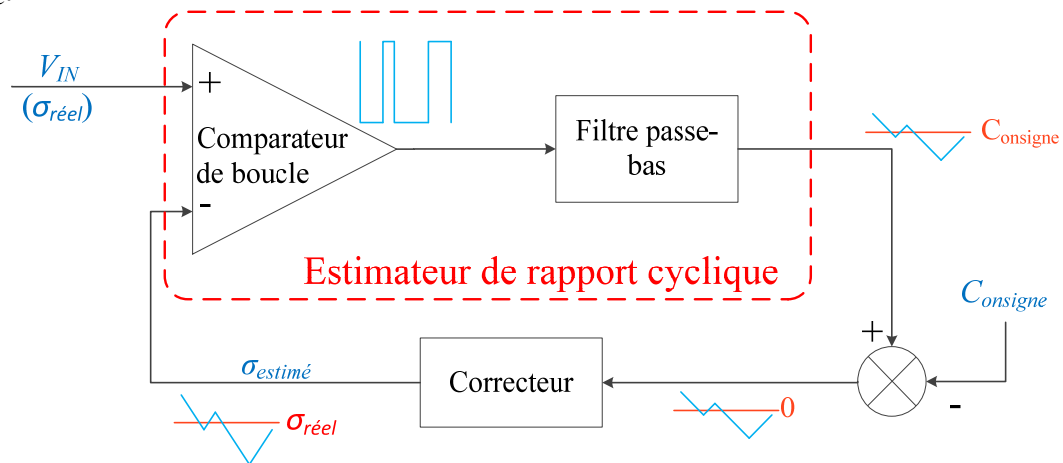 V_IN
(σ_réel)
+
Comparateur
de boucle
-
Filtre passe-
bas
C_onsigne
Estimateur de rapport cyclique
C_onsigne
+
-
σ_estimé
Correcteur
0
σ_réel